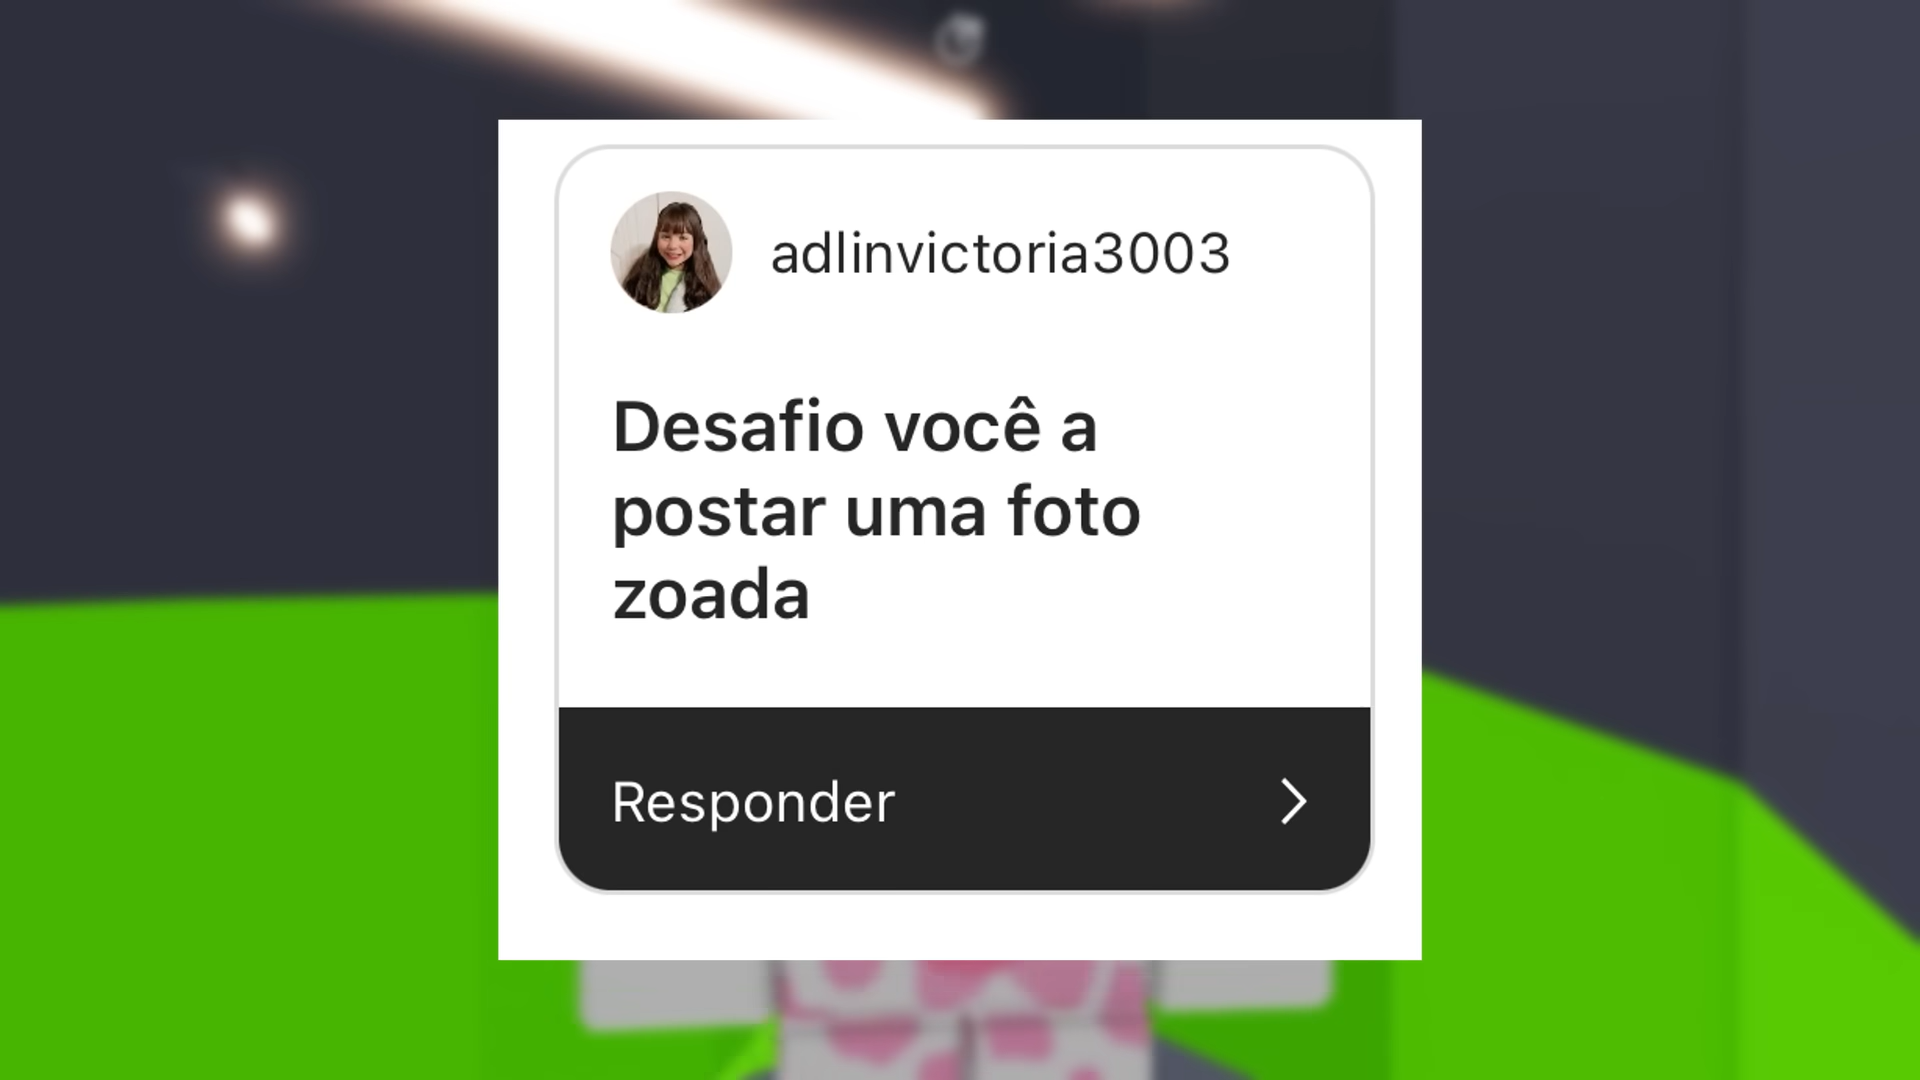 adlinvictoria3003
Desafio você a
postar uma foto
zoada
Responder